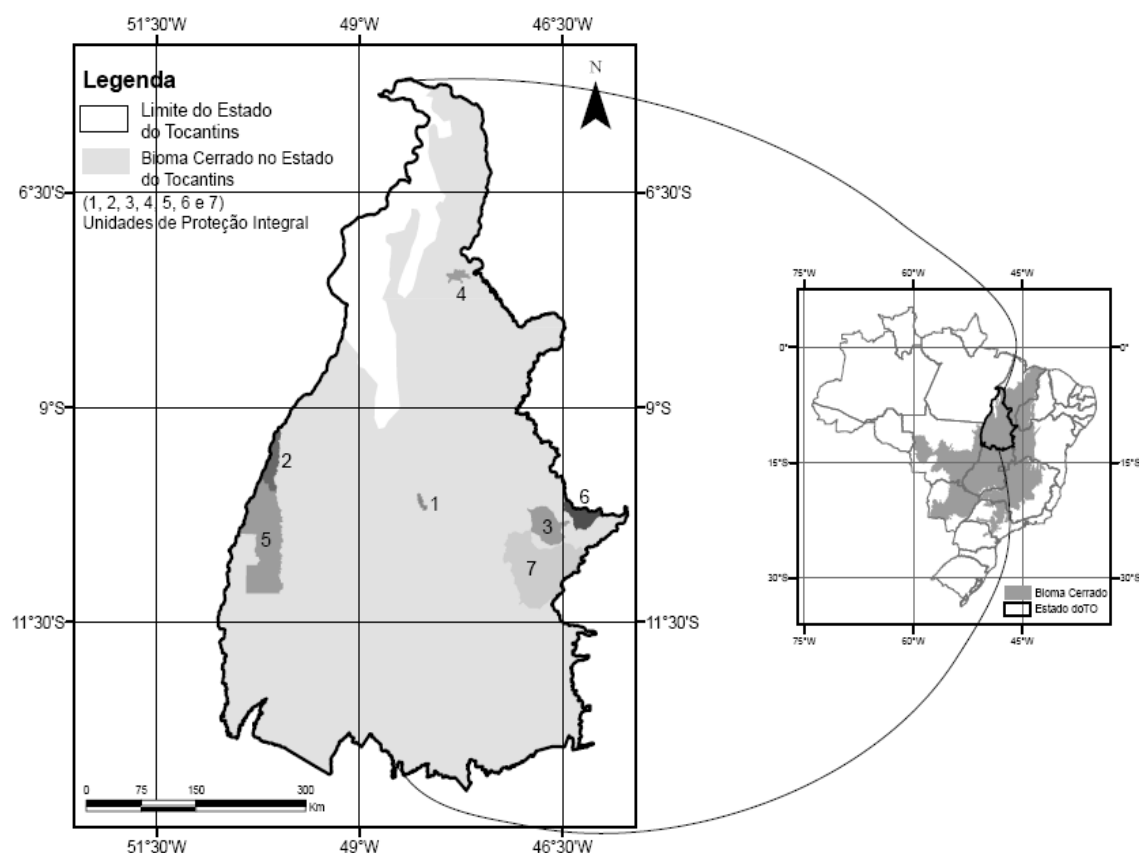 51°30'W 49°W 46°30'W
Legenda
Limite do Estado
do Tocantins
Bioma Cerrado no Estado
do Tocantins
(1, 2, 3, 4, 5, 6 e 7)
Unidades de Proteção Integral
N
6°30'S 6°30'S
4
9°S 9°S
2
1
6
3
5
7
11°30'S 11°30'S
0 75 150 300
Km
51°30'W 49°W 46°30'W
75°W 60°W 45°W
0° 0°
15°S 15°S
30°S 30°S
Bioma Cerrado
Estado doTO
75°W 60°W 45°W